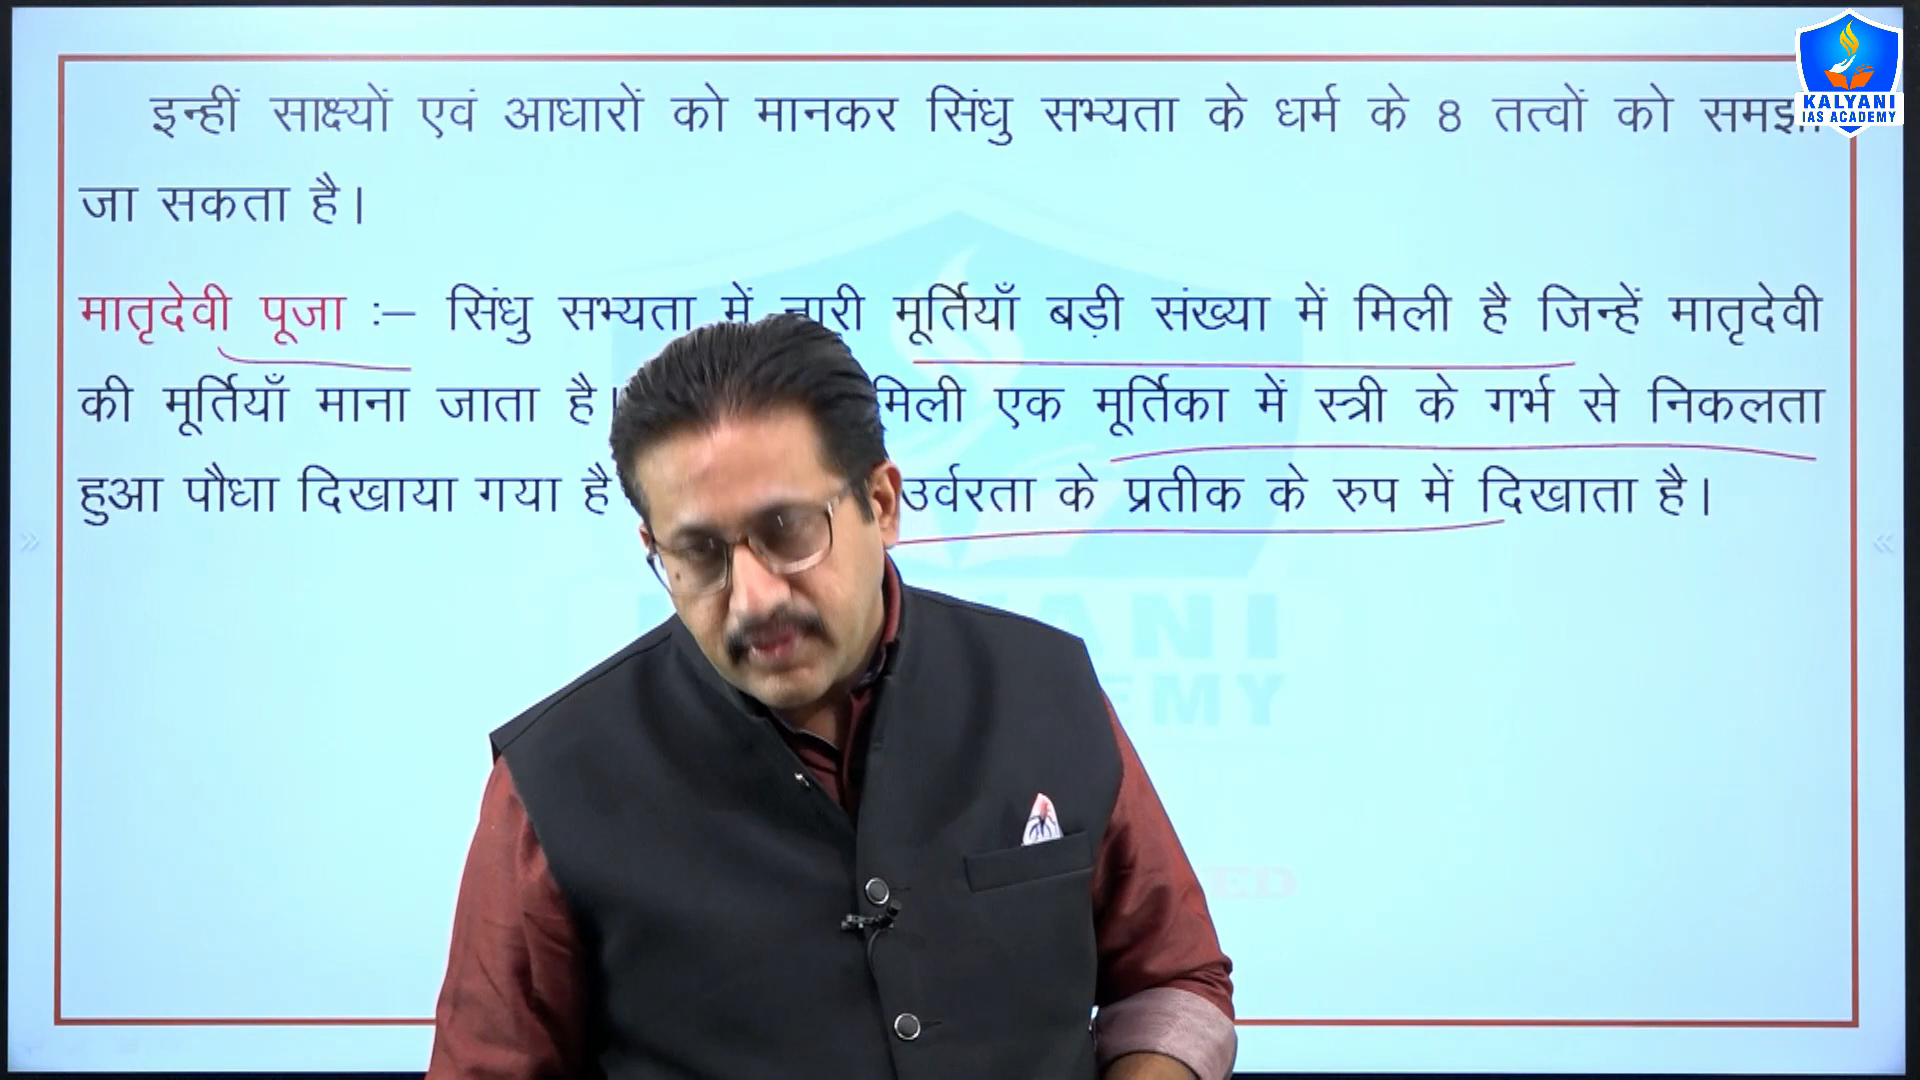 इन्हीं साक्ष्यों एवं आधारों को मानकर सिंधु सभ्यता के धर्म के 8 तत्वों को समझा
जा सकता है।
मातृदेवी पूजा :– सिंधु सभ्यता में नारी मूर्तियाँ बड़ी संख्या में मिली है जिन्हें मातृदेवी
की मूर्तियाँ माना जाता है। मिली एक मूर्तिका में स्त्री के गर्भ से निकलता
हुआ पौधा दिखाया गया है उर्वरता के प्रतीक के रुप में दिखाता है।
KALYANI
IAS ACADEMY